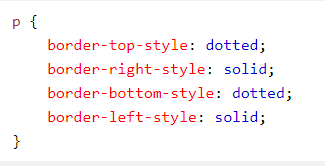 p {
    border-top-style: dotted;
    border-right-style: solid;
    border-bottom-style: dotted;
    border-left-style: solid;
}